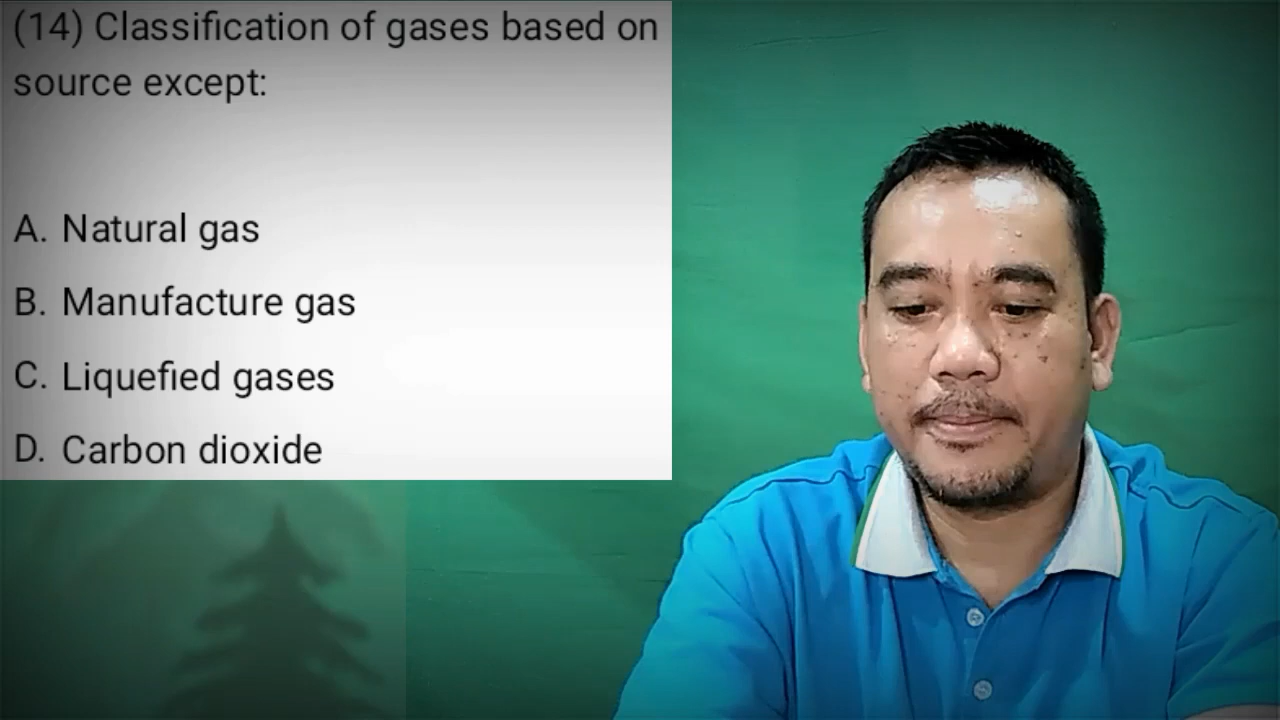 (14) Classification of gases based on
source except:
A. Natural gas
B. Manufacture gas
C. Liquefied gases
D. Carbon dioxide